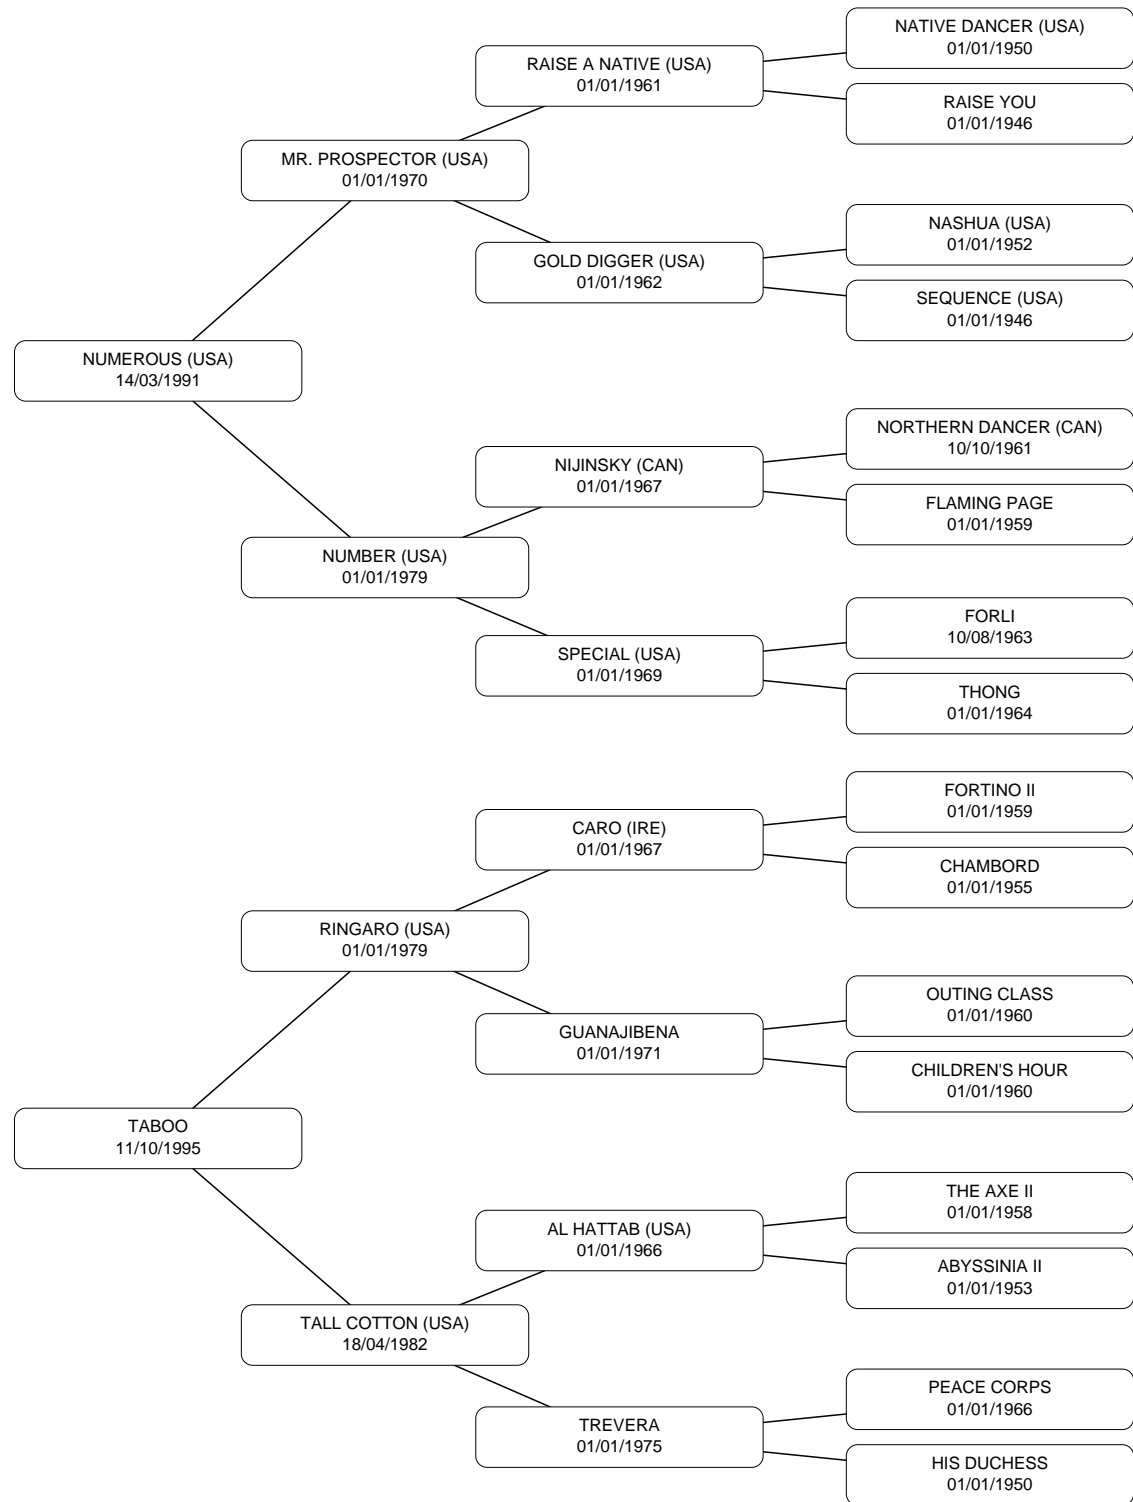 NATIVE DANCER (USA)
01/01/1950
RAISE A NATIVE (USA)
01/01/1961
RAISE YOU
01/01/1946
MR. PROSPECTOR (USA)
01/01/1970
NASHUA (USA)
01/01/1952
GOLD DIGGER (USA)
01/01/1962
SEQUENCE (USA)
01/01/1946
NUMEROUS (USA)
14/03/1991
NORTHERN DANCER (CAN)
10/10/1961
NIJINSKY (CAN)
01/01/1967
FLAMING PAGE
01/01/1959
NUMBER (USA)
01/01/1979
FORLI
10/08/1963
SPECIAL (USA)
01/01/1969
THONG
01/01/1964
FORTINO II
01/01/1959
CARO (IRE)
01/01/1967
CHAMBORD
01/01/1955
RINGARO (USA)
01/01/1979
OUTING CLASS
01/01/1960
GUANAJIBENA
01/01/1971
CHILDREN'S HOUR
01/01/1960
TABOO
11/10/1995
THE AXE II
01/01/1958
AL HATTAB (USA)
01/01/1966
ABYSSINIA II
01/01/1953
TALL COTTON (USA)
18/04/1982
PEACE CORPS
01/01/1966
TREVERA
01/01/1975
HIS DUCHESS
01/01/1950